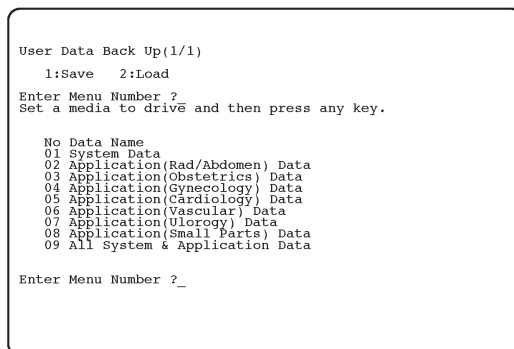 User Data Back Up(1/1)
1:Save 2:Load
Enter Menu Number ?_
Set a media to drive and then press any key.
No Data Name
01 System Data
02 Application(Rad/Abdomen) Data
03 Application(Obstetrics) Data
04 Application(Gynecology) Data
05 Application(Cardiology) Data
06 Application(Vascular) Data
07 Application(Ulorogy) Data
08 Application(Small Parts) Data
09 All System & Application Data
Enter Menu Number ?_